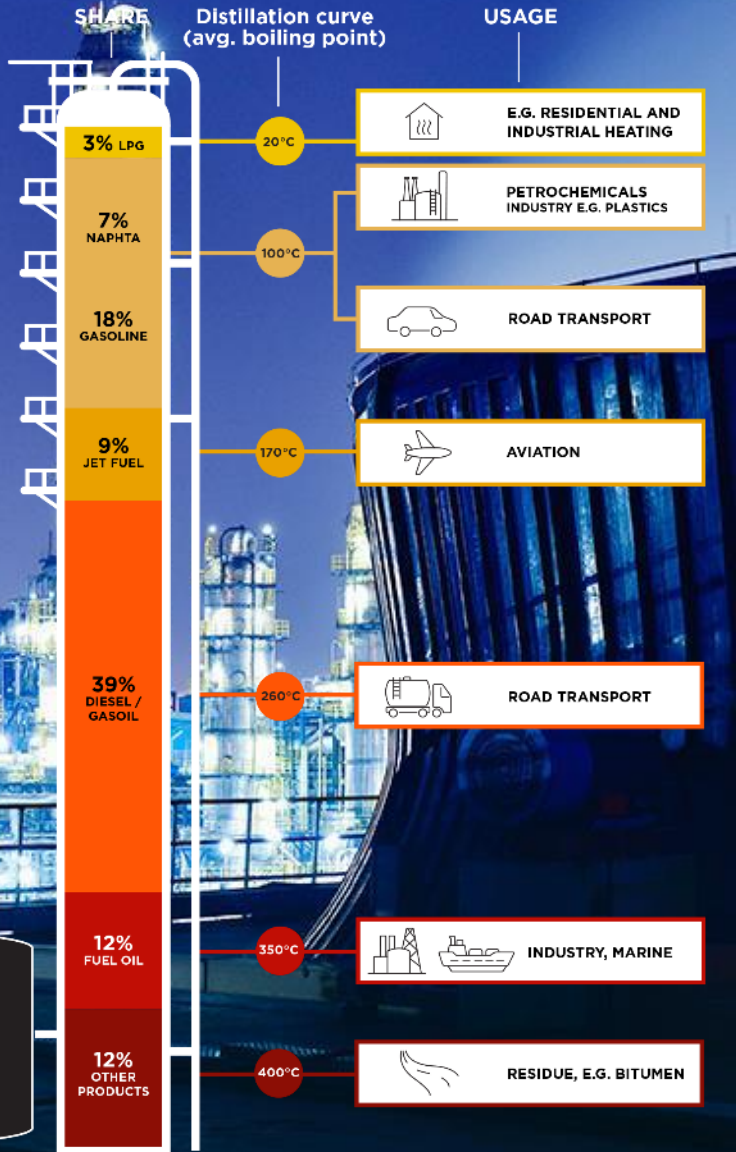 SHARE
Distillation curve
(avg. boiling point)
USAGE
3% LPG
20°C
E.G. RESIDENTIAL AND
INDUSTRIAL HEATING
7%
NAPHTA
100°C
PETROCHEMICALS
INDUSTRY E.G. PLASTICS
18%
GASOLINE
ROAD TRANSPORT
9%
JET FUEL
170°C
AVIATION
39%
DIESEL /
GASOIL
260°C
ROAD TRANSPORT
12%
FUEL OIL
350°C
INDUSTRY, MARINE
12%
OTHER
PRODUCTS
400°C
RESIDUE, E.G. BITUMEN